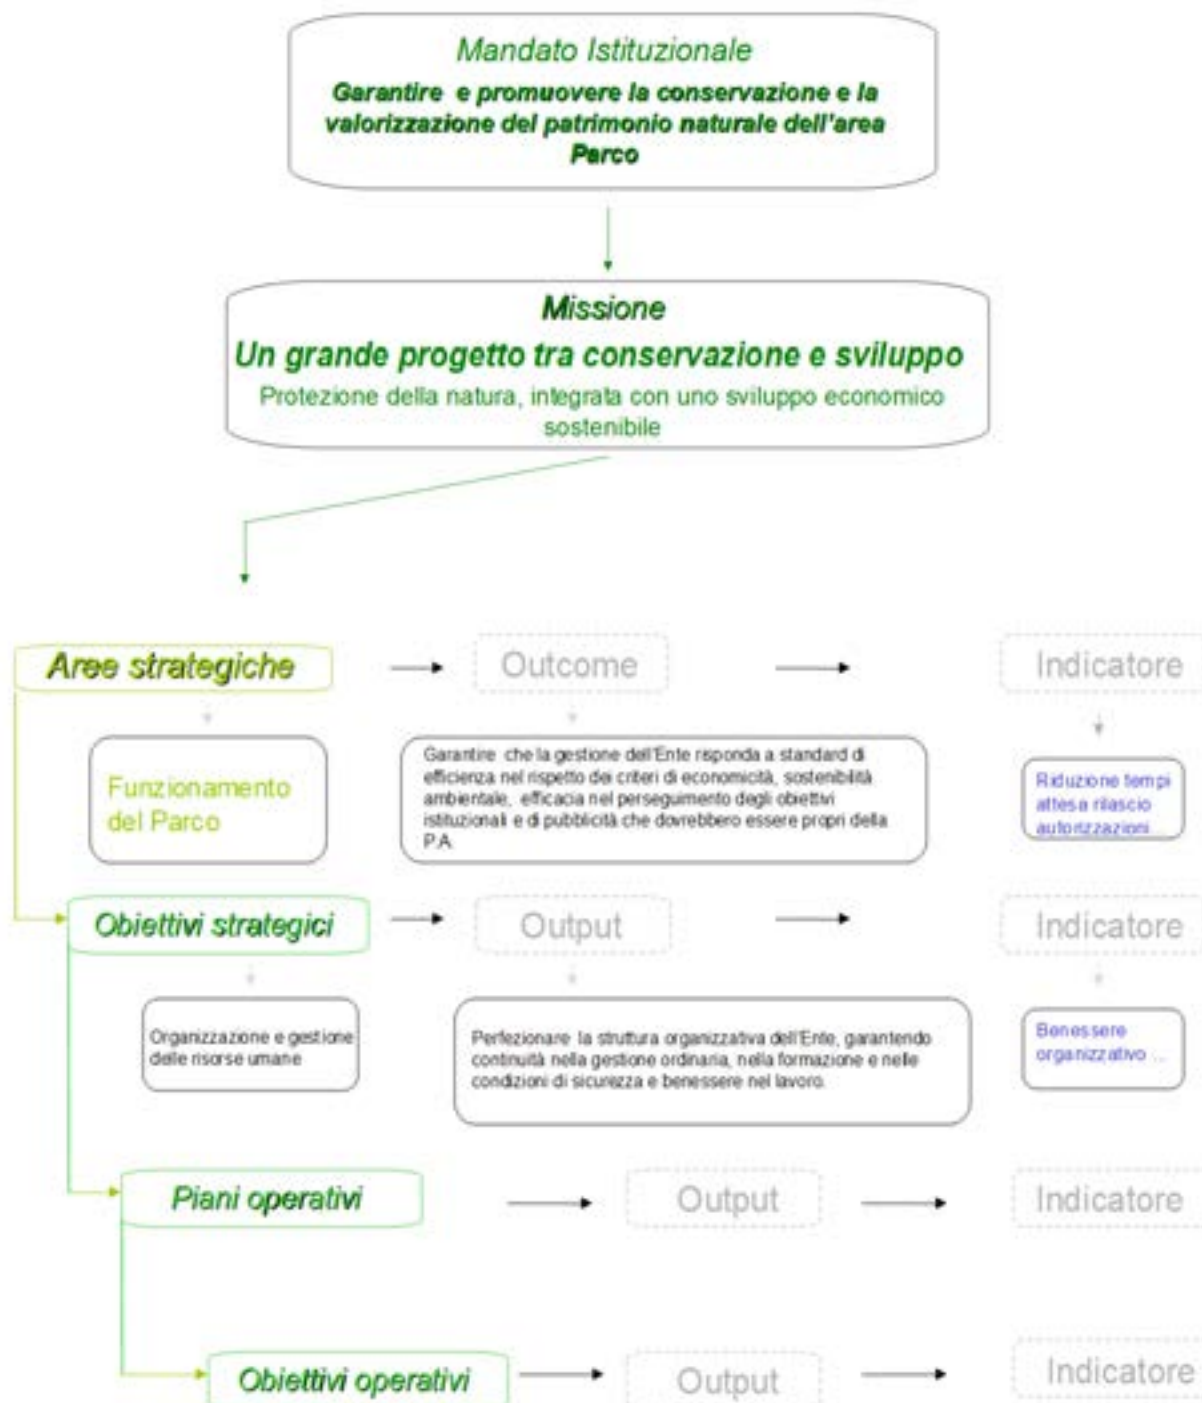 Mandato Istituzionale
Garantire e promuovere la conservazione e la
valorizzazione del patrimonio naturale dell'area
Parco
Missione
Un grande progetto tra conservazione e sviluppo
Protezione della natura, integrata con uno sviluppo economico
sostenibile
Aree strategiche
Outcome
Indicatore
Funzionamento
del Parco
Garantire che la gestione dell'Ente risponda a standard di
efficienza nel rispetto dei criteri di economicità, sostenibilità
ambientale, efficacia nel perseguimento degli obiettivi
istituzionali e di pubblicità che dovrebbero essere propri della
P.A.
Riduzione tempi
attesa rilascio
autorizzazioni...
Obiettivi strategici
Output
Indicatore
Organizzazione e gestione
delle risorse umane
Perfezionare la struttura organizzativa dell'Ente, garantendo
continuità nella gestione ordinaria, nella formazione e nelle
condizioni di sicurezza e benessere nel lavoro.
Benessere
organizzativo ...
Piani operativi
Output
Indicatore
Obiettivi operativi
Output
Indicatore